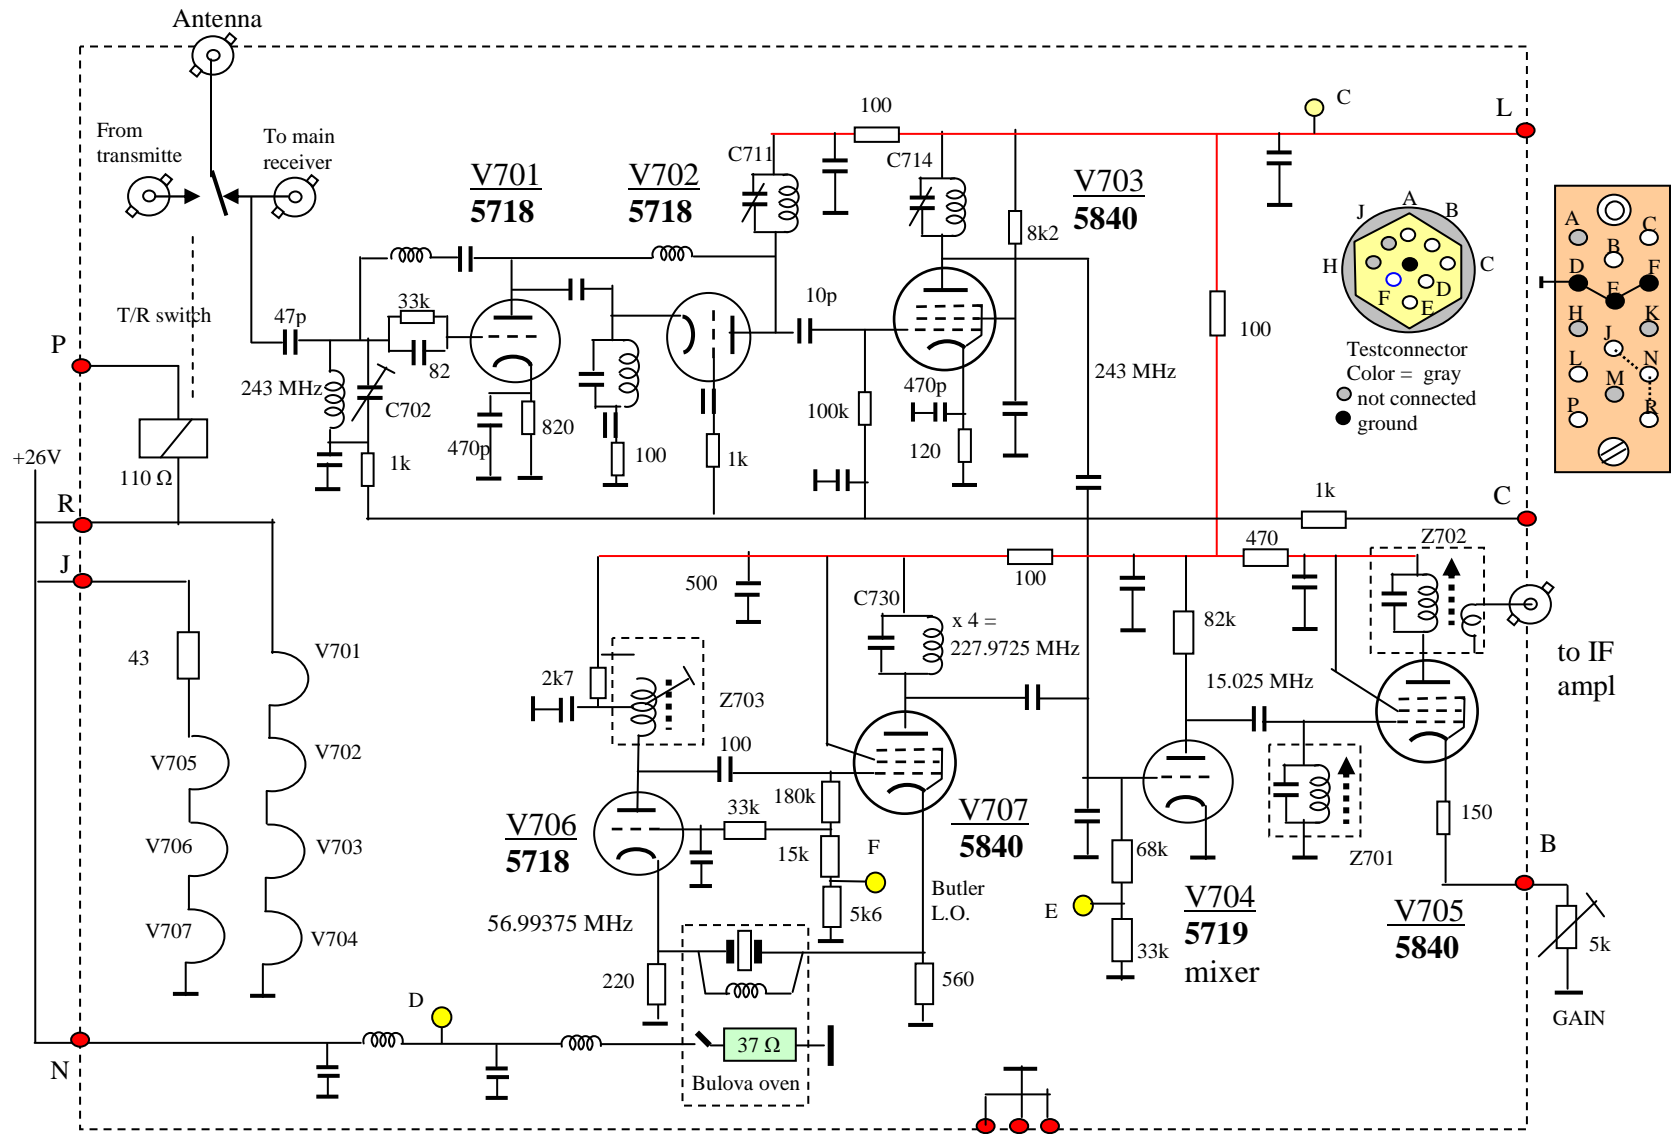 Antenna
From
transmitte
To main
receiver
T/R switch
P
110 Ω
+26V
R
J
43
V705
V706
V707
V701
V702
V703
V704
N
V701
5718
V702
5718
C711
100
C714
V703
5840
C
L
33k
47p
82
243 MHz
C702
470p
820
1k
100
1k
10p
100k
470p
120
8k2
243 MHz
100
J
A
B
H
C
F
D
E
Testconnector
Color = gray
not connected
ground
A
C
B
D
F
E
H
K
J
L
N
M
P
R
1k
C
500
100
470
Z702
C730
x 4 =
227.9725 MHz
82k
15.025 MHz
to IF
ampl
2k7
Z703
100
180k
33k
15k
F
5k6
V706
5718
V707
5840
Butler
L.O.
56.99375 MHz
220
560
68k
E
33k
V704
5719
mixer
Z701
150
V705
5840
B
5k
GAIN
D
37 Ω
Bulova oven